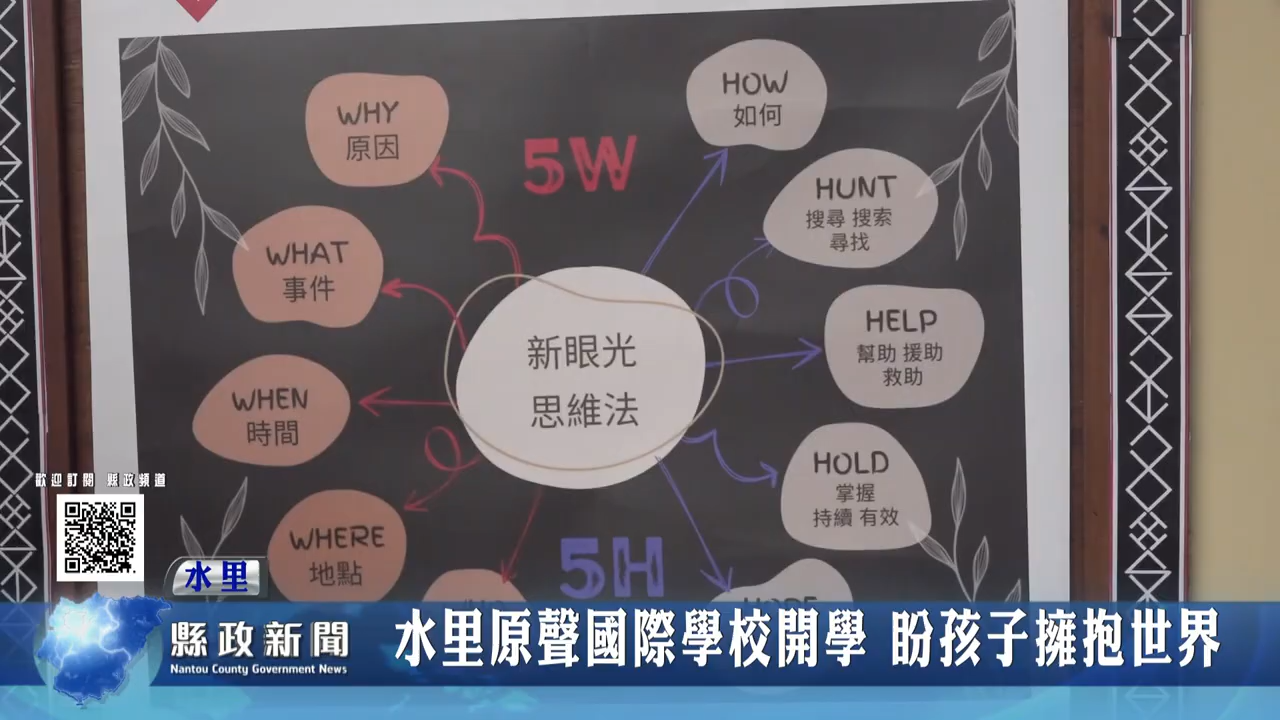 5W
WHY
原因
WHAT
事件
WHEN
時間
WHERE
地點
新眼光
思維法
HOW
如何
HUNT
搜尋 搜索
尋找
HELP
幫助 援助
救助
HOLD
掌握
持續 有效
HOPE
5H
歡迎訂閱 縣政頻道
水里
縣政新聞
Nantou County Government News
水里原聲國際學校開學 盼孩子擁抱世界